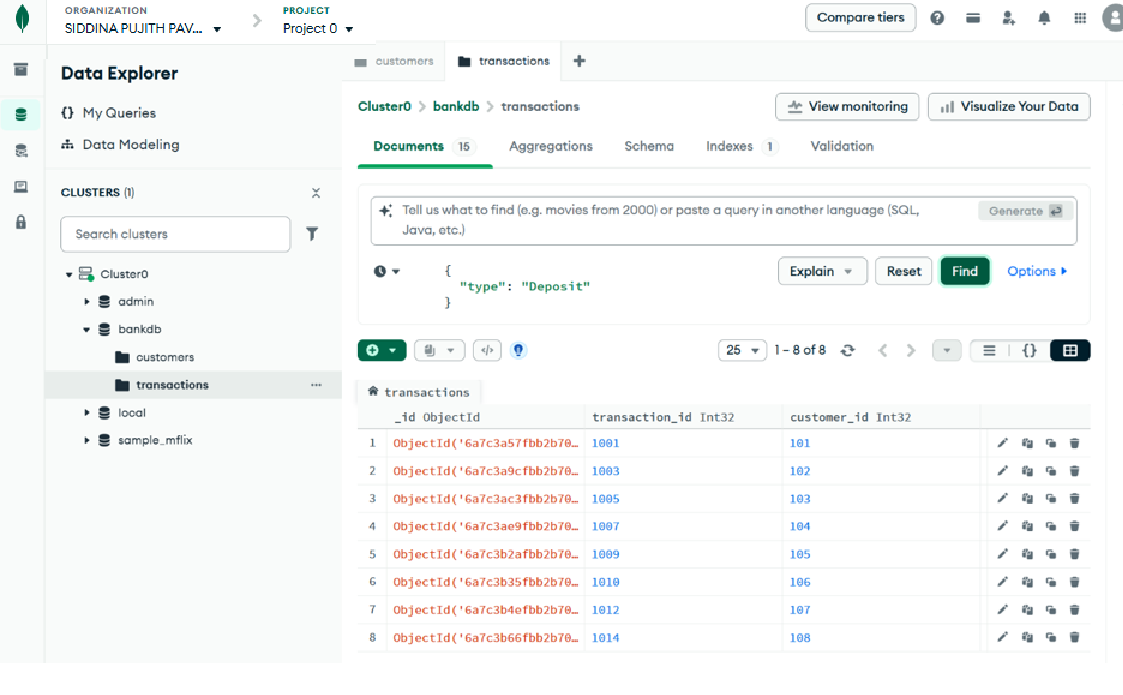 ORGANIZATION
SIDDINA PUJITH PAV...
PROJECT
Project 0
Compare tiers
Data Explorer
My Queries
Data Modeling
CLUSTERS (1)
Search clusters
Cluster0
admin
bankdb
customers
transactions
local
sample_mflix
customers
transactions
Cluster0 > bankdb > transactions
View monitoring
Visualize Your Data
Documents 15
Aggregations
Schema
Indexes 1
Validation
Tell us what to find (e.g. movies from 2000) or paste a query in another language (SQL,
Java, etc.)
Generate
{
"type": "Deposit"
}
Explain
Reset
Find
Options
25
1 – 8 of 8
transactions
_id ObjectId transaction_id Int32 customer_id Int32
1 ObjectId('6a7c3a57fbb2b70… 1001 101
2 ObjectId('6a7c3a9cfbb2b70… 1003 102
3 ObjectId('6a7c3ac3fbb2b70… 1005 103
4 ObjectId('6a7c3ae9fbb2b70… 1007 104
5 ObjectId('6a7c3b2afbb2b70… 1009 105
6 ObjectId('6a7c3b35fbb2b70… 1010 106
7 ObjectId('6a7c3b4efbb2b70… 1012 107
8 ObjectId('6a7c3b66fbb2b70… 1014 108